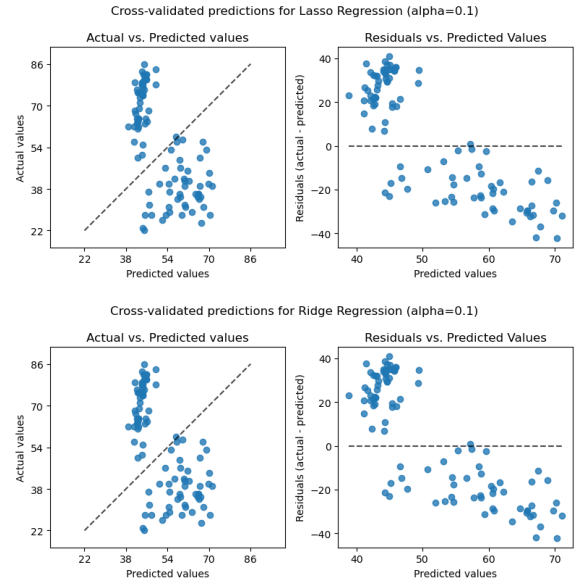 Cross-validated predictions for Lasso Regression (alpha=0.1)
Actual vs. Predicted values
Residuals vs. Predicted Values
86
70
54
38
22
Actual values
22 38 54 70 86
Predicted values
40
20
0
−20
−40
Residuals (actual - predicted)
40 50 60 70
Predicted values
Cross-validated predictions for Ridge Regression (alpha=0.1)
Actual vs. Predicted values
Residuals vs. Predicted Values
86
70
54
38
22
Actual values
22 38 54 70 86
Predicted values
40
20
0
−20
−40
Residuals (actual - predicted)
40 50 60 70
Predicted values